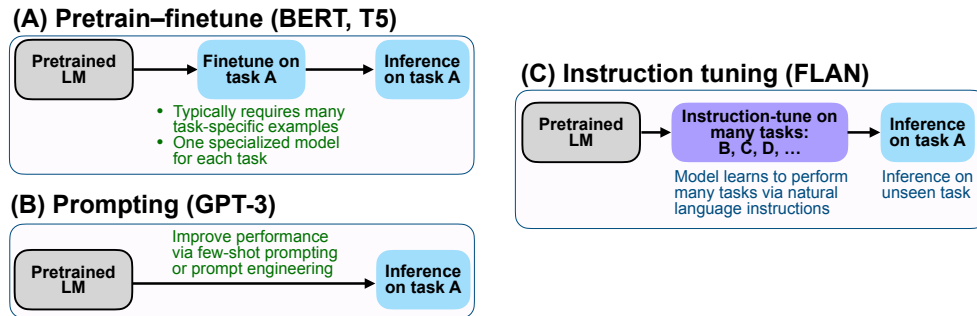 (A) Pretrain–finetune (BERT, T5)
Pretrained
LM
Finetune on
task A
Inference
on task A
• Typically requires many
task-specific examples
• One specialized model
for each task
(B) Prompting (GPT-3)
Pretrained
LM
Improve performance
via few-shot prompting
or prompt engineering
Inference
on task A
(C) Instruction tuning (FLAN)
Pretrained
LM
Instruction-tune on
many tasks:
B, C, D, …
Inference
on task A
Model learns to perform
many tasks via natural
language instructions
Inference on
unseen task